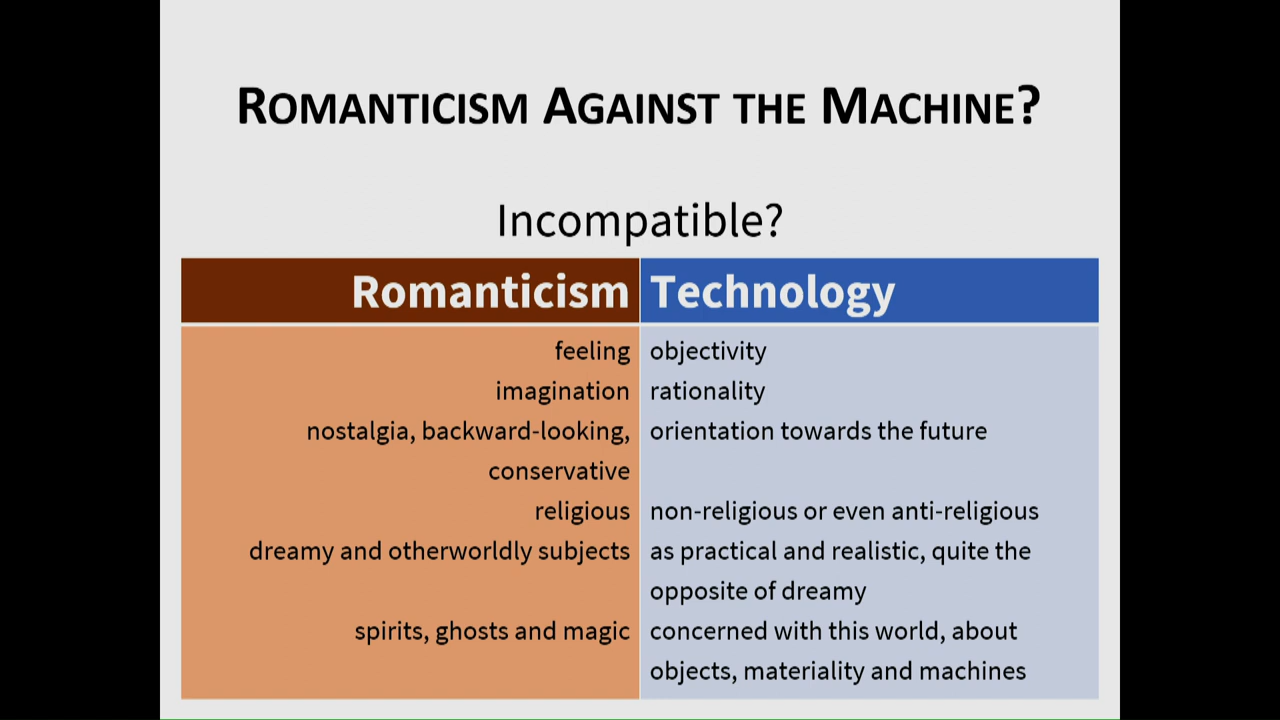 ROMANTICISM AGAINST THE MACHINE?
Incompatible?
Romanticism Technology
feeling objectivity
imagination rationality
nostalgia, backward-looking, orientation towards the future
conservative
religious non-religious or even anti-religious
dreamy and otherworldly subjects as practical and realistic, quite the
opposite of dreamy
spirits, ghosts and magic concerned with this world, about
objects, materiality and machines